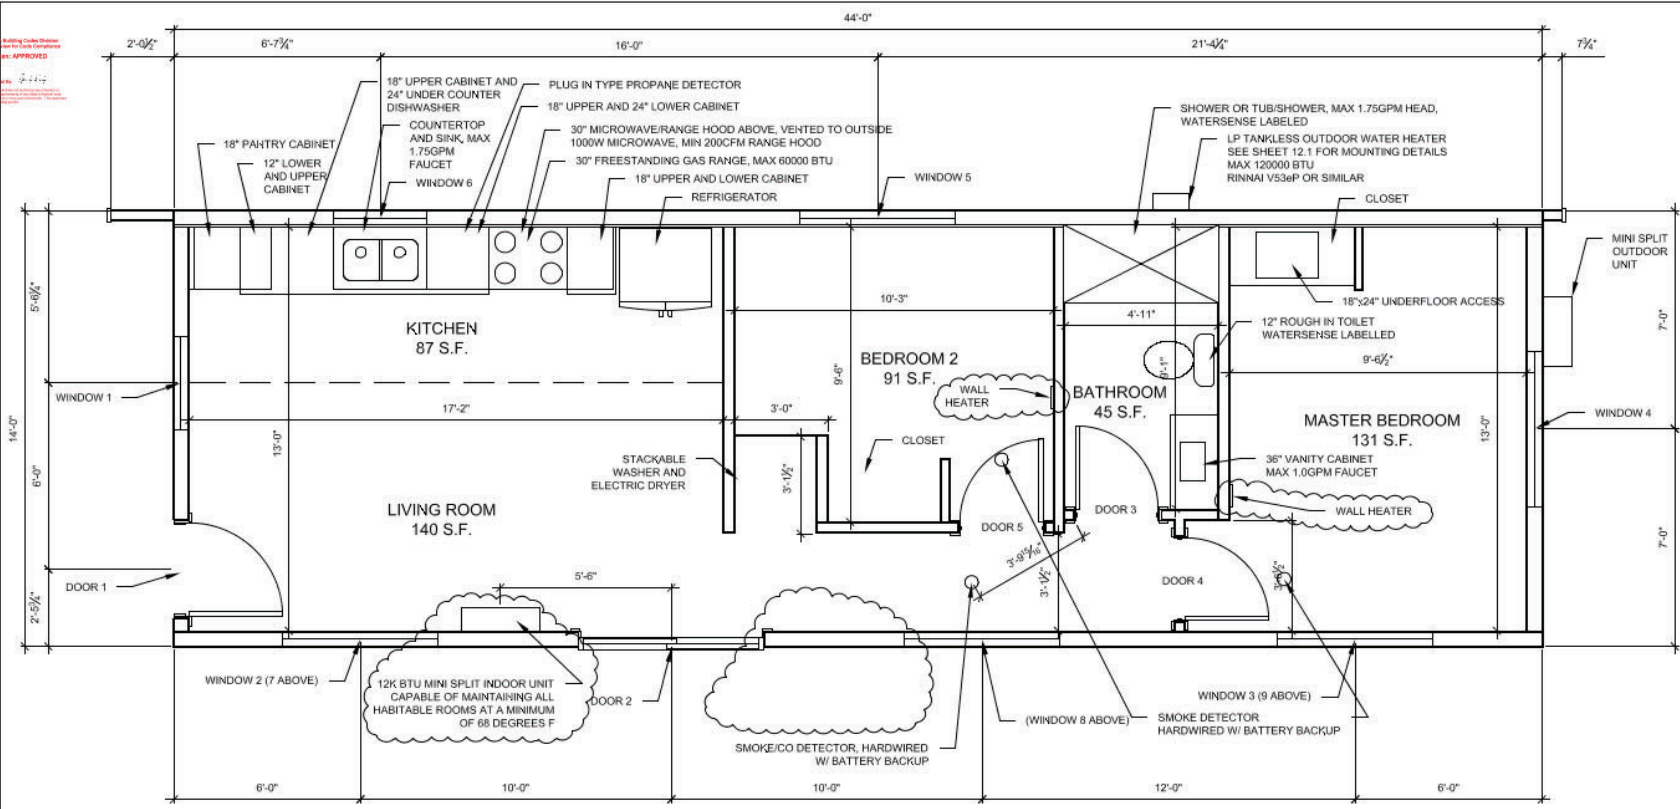 44'-0"
2'-0½"
6'-7¾"
16'-0"
21'-4¼"
7¾"
Building Codes Division
APPROVED
18" UPPER CABINET AND
24" UNDER COUNTER
DISHWASHER
PLUG IN TYPE PROPANE DETECTOR
18" UPPER AND 24" LOWER CABINET
COUNTERTOP
AND SINK, MAX
1.75GPM
FAUCET
30" MICROWAVE/RANGE HOOD ABOVE, VENTED TO OUTSIDE
1000W MICROWAVE, MIN 200CFM RANGE HOOD
30" FREESTANDING GAS RANGE, MAX 60000 BTU
18" UPPER AND LOWER CABINET
REFRIGERATOR
18" PANTRY CABINET
12" LOWER
AND UPPER
CABINET
WINDOW 6
WINDOW 5
SHOWER OR TUB/SHOWER, MAX 1.75GPM HEAD,
WATERSENSE LABELED
LP TANKLESS OUTDOOR WATER HEATER
SEE SHEET 12.1 FOR MOUNTING DETAILS
MAX 120000 BTU
RINNAI V53eP OR SIMILAR
CLOSET
MINI SPLIT
OUTDOOR
UNIT
5'-6¼"
7'-0"
18"x24" UNDERFLOOR ACCESS
10'-3"
4'-11"
12" ROUGH IN TOILET
WATERSENSE LABELLED
KITCHEN
87 S.F.
BEDROOM 2
91 S.F.
9'-6"
9'-1"
9'-6½"
WALL
HEATER
BATHROOM
45 S.F.
WINDOW 1
17'-2"
3'-0"
MASTER BEDROOM
131 S.F.
WINDOW 4
14'-0"
13'-0"
13'-0"
6'-0"
CLOSET
STACKABLE
WASHER AND
ELECTRIC DRYER
3'-1½"
36" VANITY CABINET
MAX 1.0GPM FAUCET
LIVING ROOM
140 S.F.
DOOR 5
DOOR 3
WALL HEATER
3'-9¹⁵⁄₁₆"
3'-1½"
7'-0"
DOOR 1
5'-6"
DOOR 4
2'-5¾"
WINDOW 2 (7 ABOVE)
12K BTU MINI SPLIT INDOOR UNIT
CAPABLE OF MAINTAINING ALL
HABITABLE ROOMS AT A MINIMUM
OF 68 DEGREES F
DOOR 2
WINDOW 3 (9 ABOVE)
(WINDOW 8 ABOVE)
SMOKE DETECTOR
HARDWIRED W/ BATTERY BACKUP
SMOKE/CO DETECTOR, HARDWIRED
W/ BATTERY BACKUP
6'-0"
10'-0"
10'-0"
12'-0"
6'-0"